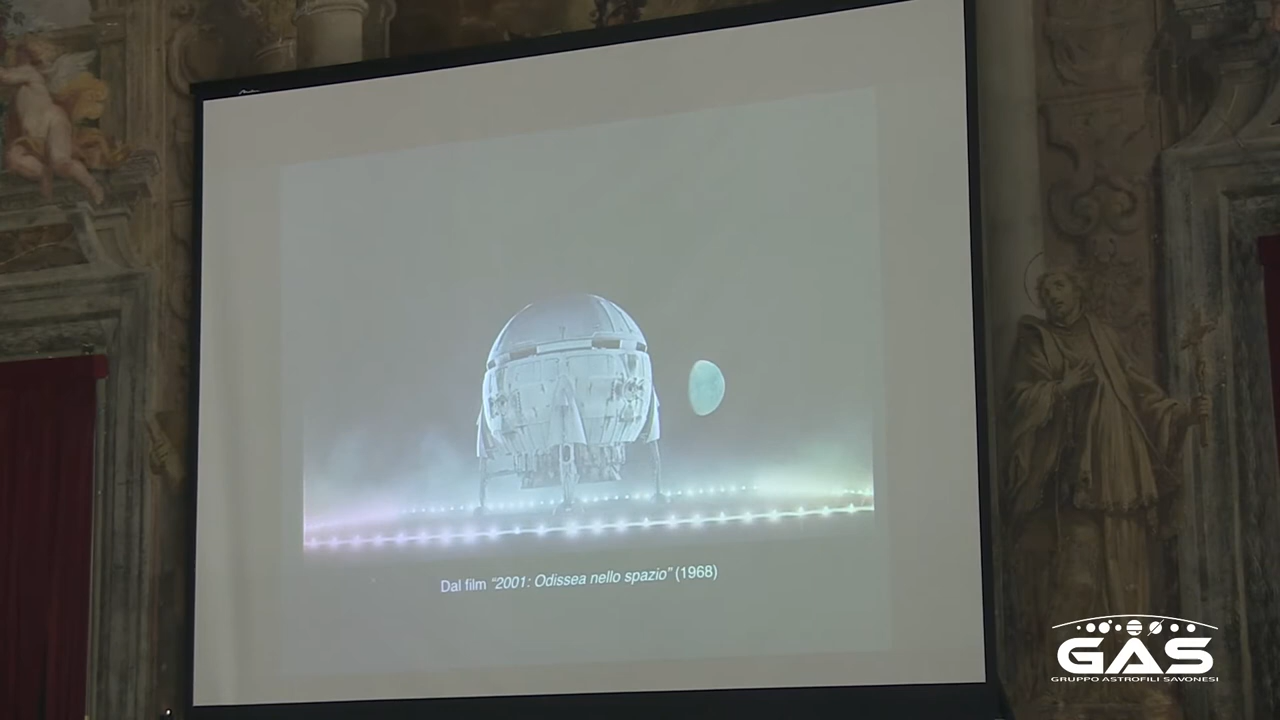 Dal film “2001: Odissea nello spazio” (1968)
GAS
GRUPPO ASTROFILI SAVONESI